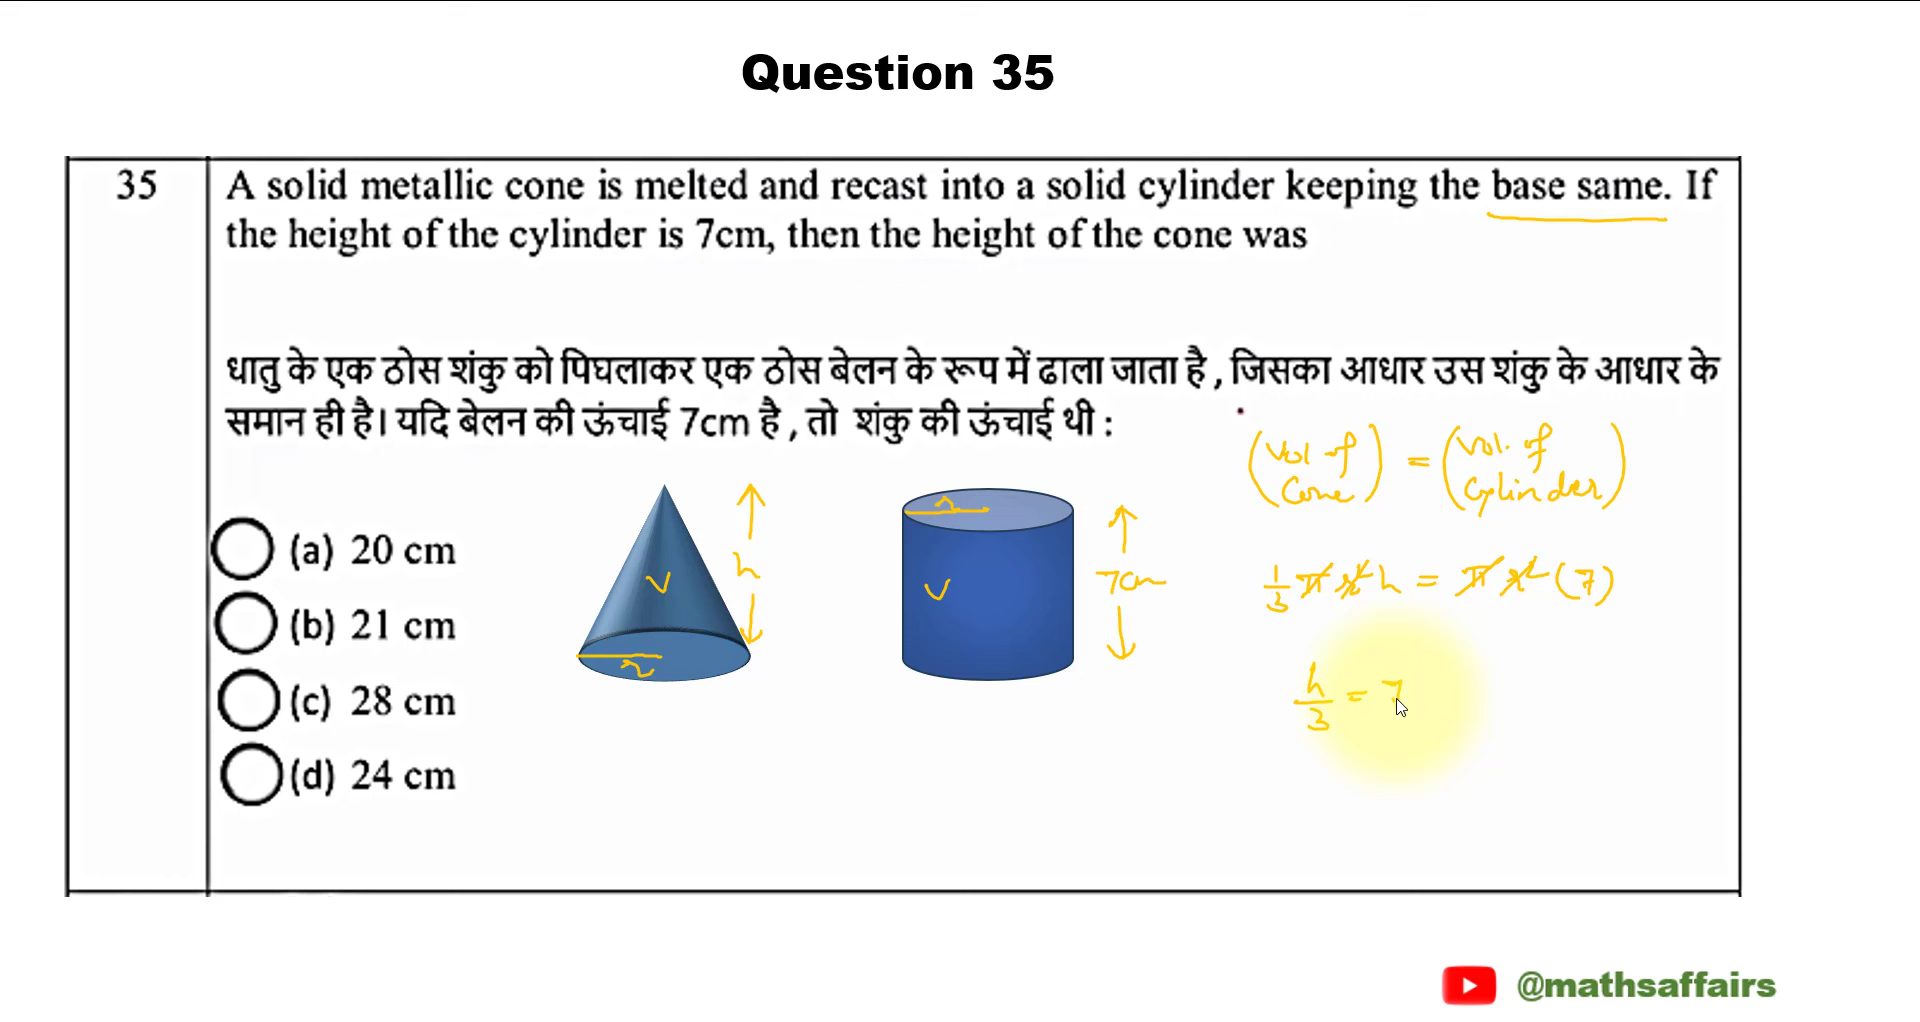 Question 35
35
A solid metallic cone is melted and recast into a solid cylinder keeping the base same. If
the height of the cylinder is 7cm, then the height of the cone was
धातु के एक ठोस शंकु को पिघलाकर एक ठोस बेलन के रूप में ढाला जाता है , जिसका आधार उस शंकु के आधार के
समान ही है। यदि बेलन की ऊंचाई 7cm है , तो शंकु की ऊंचाई थी :
(a) 20 cm
(b) 21 cm
(c) 28 cm
(d) 24 cm
V
h
r
r
V
7cm
(Vol of Cone) = (Vol. of Cylinder)
1/3 π r² h = π r² (7)
h/3 = 7
@mathsaffairs